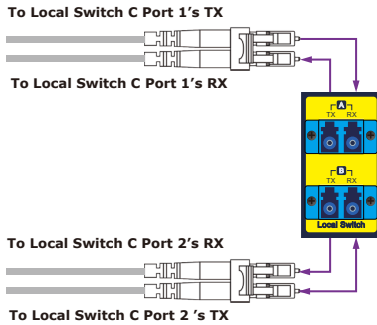 To Local Switch C Port 1's TX
To Local Switch C Port 1's RX
A
TX RX
B
TX RX
Local Switch
To Local Switch C Port 2's RX
To Local Switch C Port 2 's TX